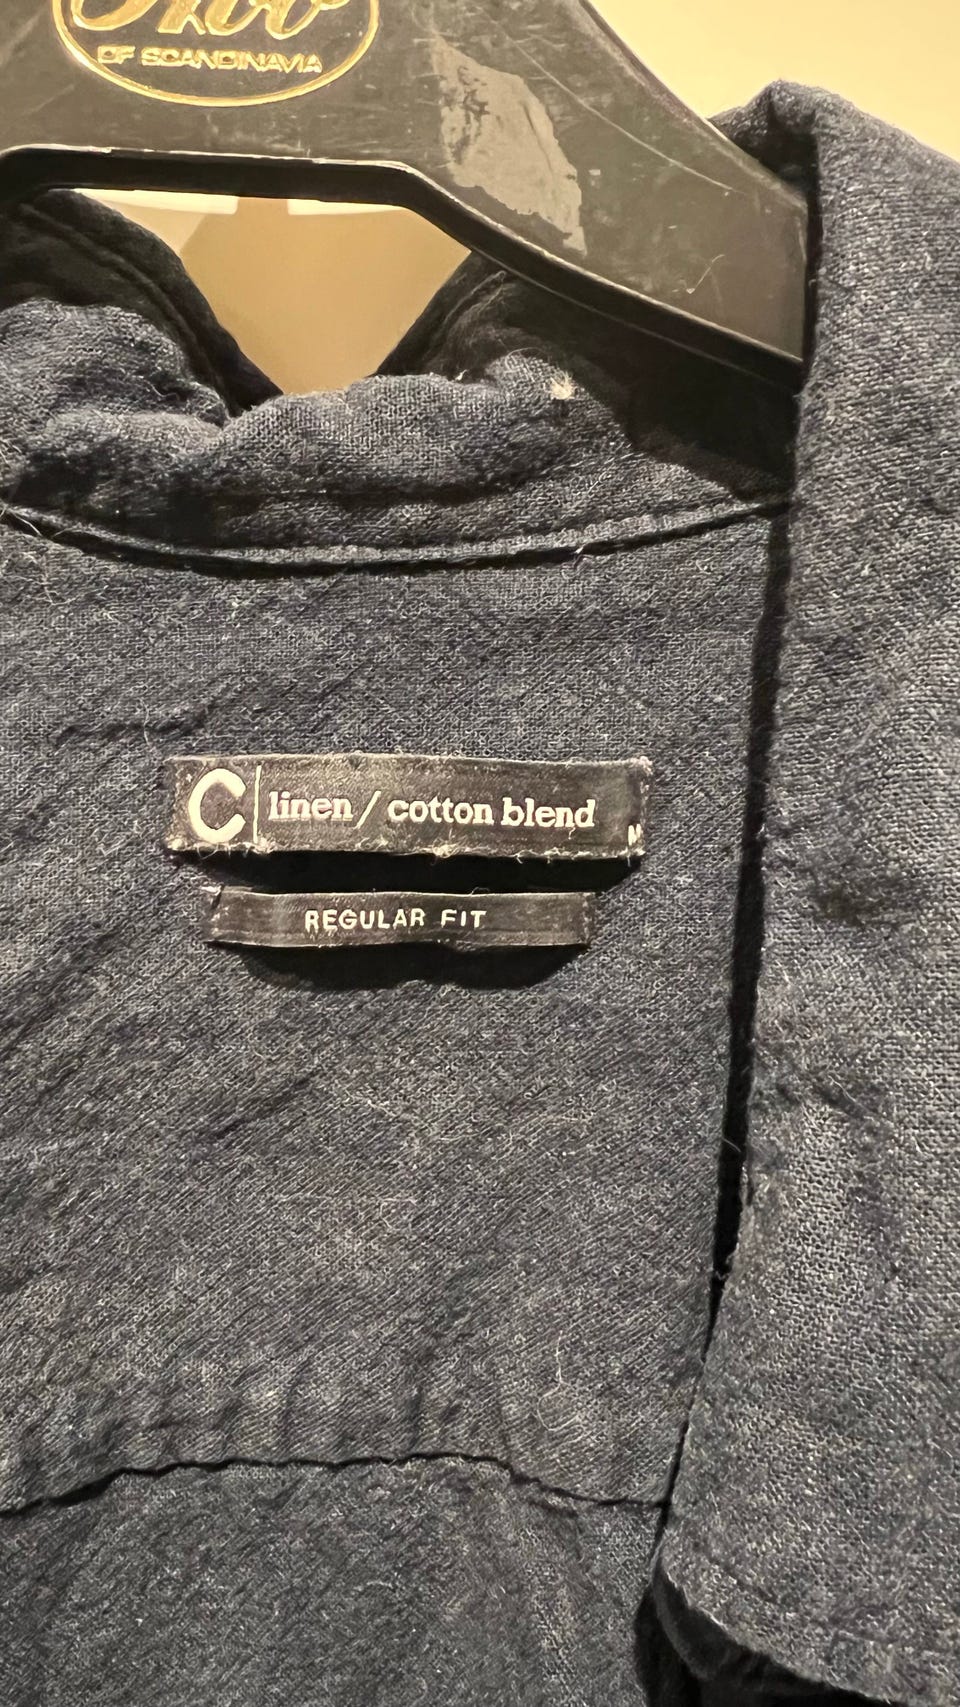 OF SCANDINAVIA
C linen / cotton blend
M
REGULAR FIT